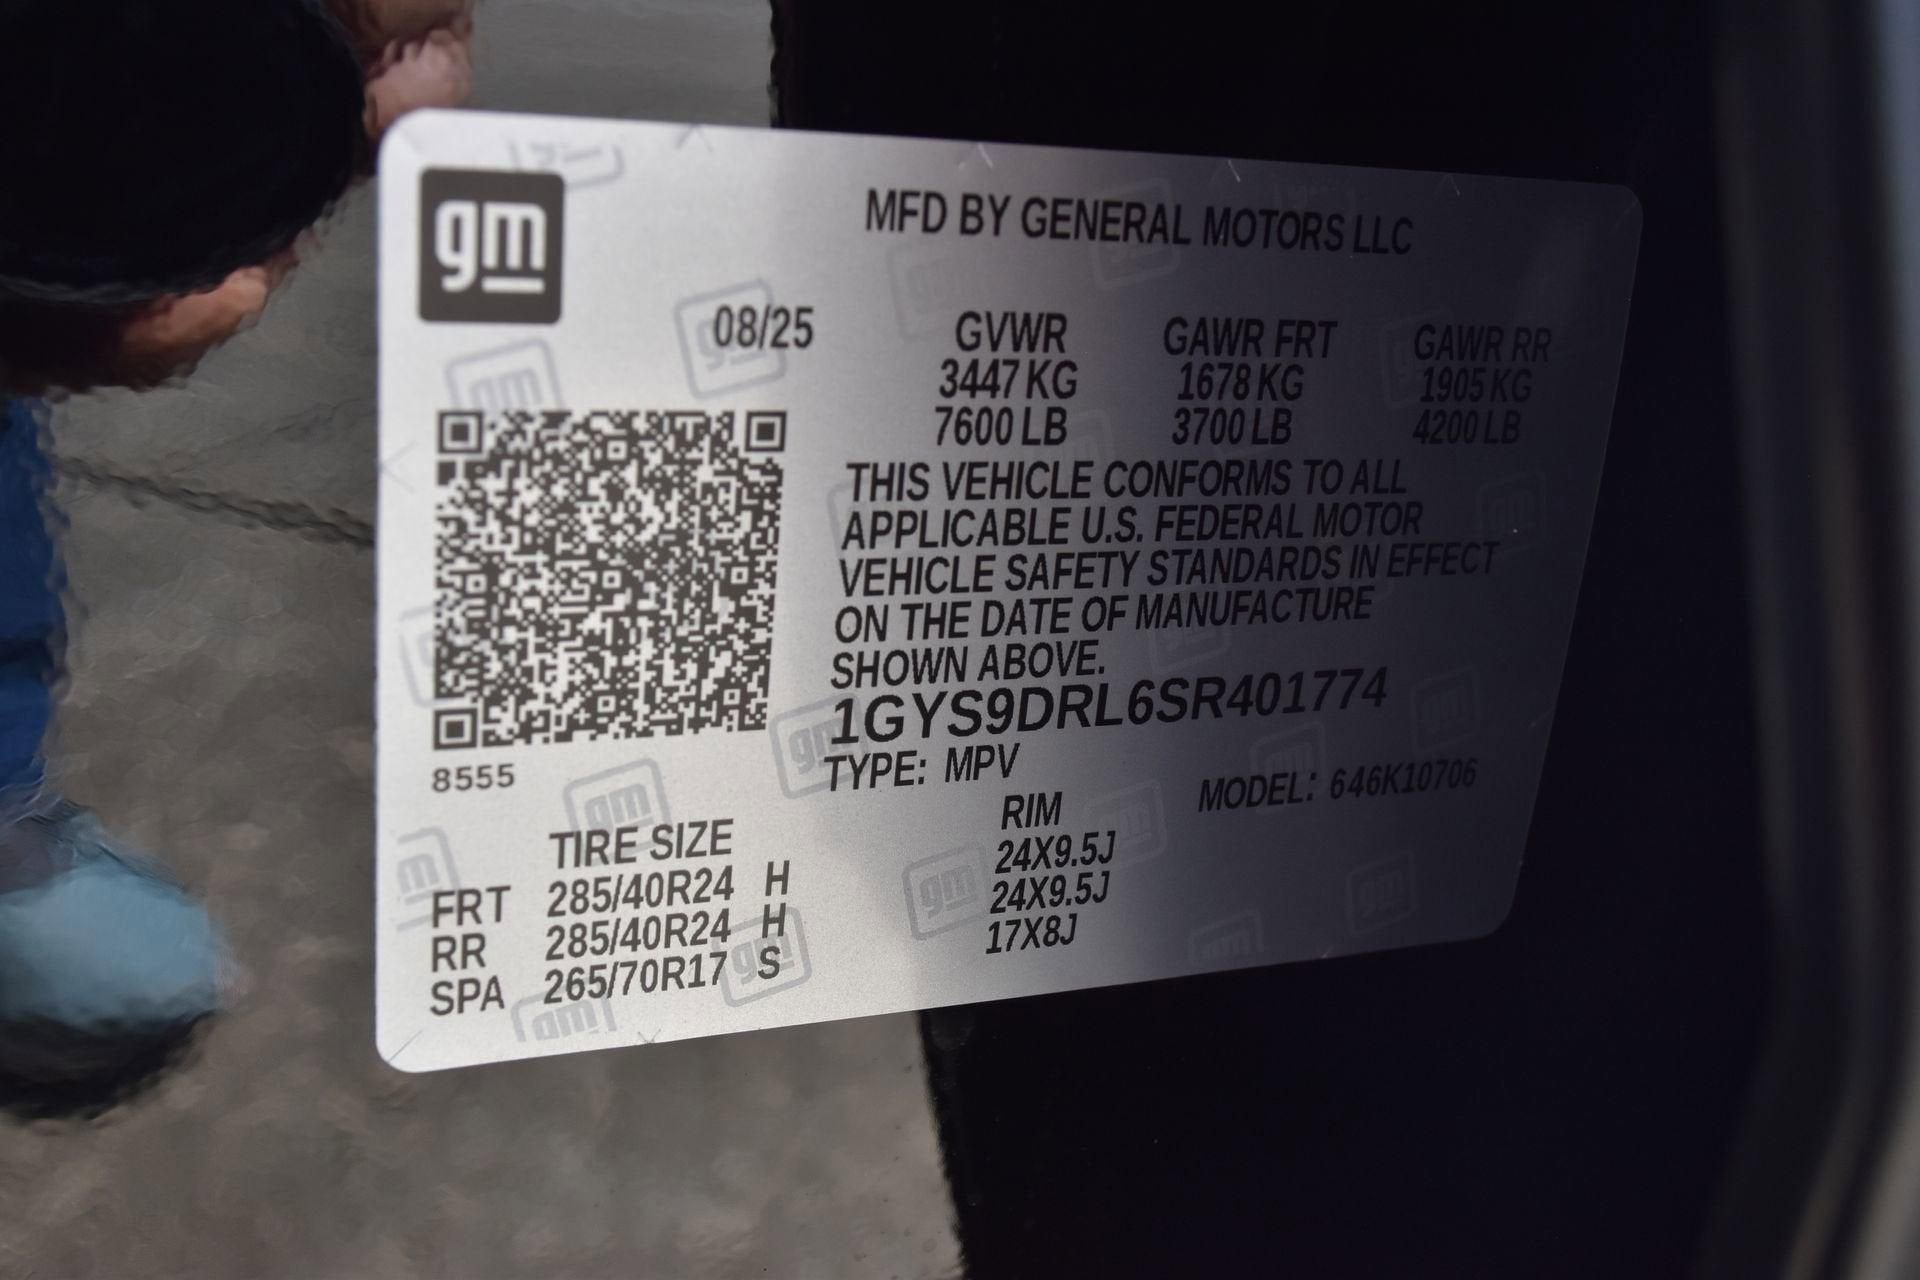 gm
MFD BY GENERAL MOTORS LLC
08/25 GVWR GAWR FRT GAWR RR
3447 KG 1678 KG 1905 KG
7600 LB 3700 LB 4200 LB
THIS VEHICLE CONFORMS TO ALL
APPLICABLE U.S. FEDERAL MOTOR
VEHICLE SAFETY STANDARDS IN EFFECT
ON THE DATE OF MANUFACTURE
SHOWN ABOVE.
1GYS9DRL6SR401774
TYPE: MPV MODEL: 646K10706
8555
TIRE SIZE RIM
FRT 285/40R24 H 24X9.5J
RR 285/40R24 H 24X9.5J
SPA 265/70R17 S 17X8J